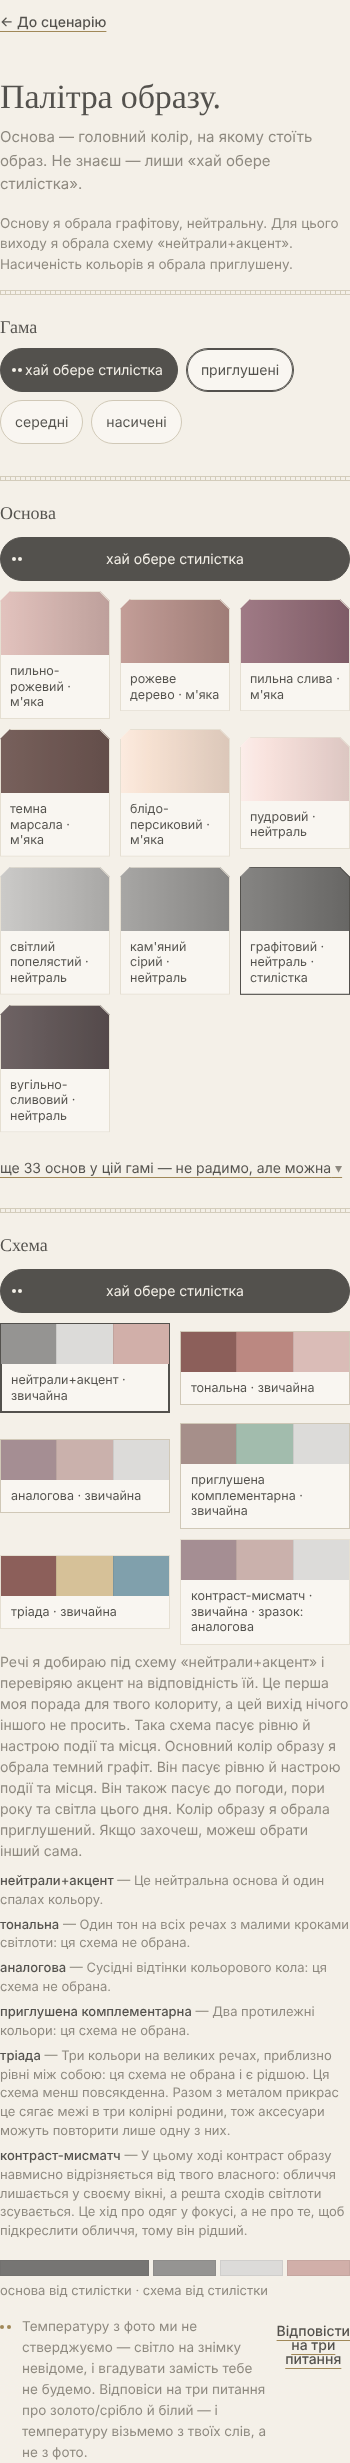 ← До сценарію
Палітра образу.
Основа — головний колір, на якому стоїть
образ. Не знаєш — лиши «хай обере
стилістка».
Основу я обрала графітову, нейтральну. Для цього
виходу я обрала схему «нейтрали+акцент».
Насиченість кольорів я обрала приглушену.
Гама
хай обере стилістка
приглушені
середні
насичені
Основа
хай обере стилістка
пильно-
рожевий ·
м'яка
рожеве
дерево · м'яка
пильна слива ·
м'яка
темна
марсала ·
м'яка
блідо-
персиковий ·
м'яка
пудровий ·
нейтраль
світлий
попелястий ·
нейтраль
кам'яний
сірий ·
нейтраль
графітовий ·
нейтраль ·
стилістка
вугільно-
сливовий ·
нейтраль
ще 33 основ у цій гамі — не радимо, але можна ▾
Схема
хай обере стилістка
нейтрали+акцент ·
звичайна
тональна · звичайна
аналогова · звичайна
приглушена
комплементарна ·
звичайна
тріада · звичайна
контраст-мисматч ·
звичайна · зразок:
аналогова
Речі я добираю під схему «нейтрали+акцент» і
перевіряю акцент на відповідність їй. Це перша
моя порада для твого колориту, а цей вихід нічого
іншого не просить. Така схема пасує рівню й
настрою події та місця. Основний колір образу я
обрала темний графіт. Він пасує рівню й настрою
події та місця. Він також пасує до погоди, пори
року та світла цього дня. Колір образу я обрала
приглушений. Якщо захочеш, можеш обрати
інший сама.
нейтрали+акцент — Це нейтральна основа й один
спалах кольору.
тональна — Один тон на всіх речах з малими кроками
світлоти: ця схема не обрана.
аналогова — Сусідні відтінки кольорового кола: ця
схема не обрана.
приглушена комплементарна — Два протилежні
кольори: ця схема не обрана.
тріада — Три кольори на великих речах, приблизно
рівні між собою: ця схема не обрана і є рідшою. Ця
схема менш повсякденна. Разом з металом прикрас
це сягає межі в три колірні родини, тож аксесуари
можуть повторити лише одну з них.
контраст-мисматч — У цьому ході контраст образу
навмисно відрізняється від твого власного: обличчя
лишається у своєму вікні, а решта сходів світлоти
зсувається. Це хід про одяг у фокусі, а не про те, щоб
підкреслити обличчя, тому він рідший.
основа від стилістки · схема від стилістки
Температуру з фото ми не
стверджуємо — світло на знімку
невідоме, і вгадувати замість тебе
не будемо. Відповіси на три питання
про золото/срібло й білий — і
температуру візьмемо з твоїх слів, а
не з фото.
Відповісти
на три
питання